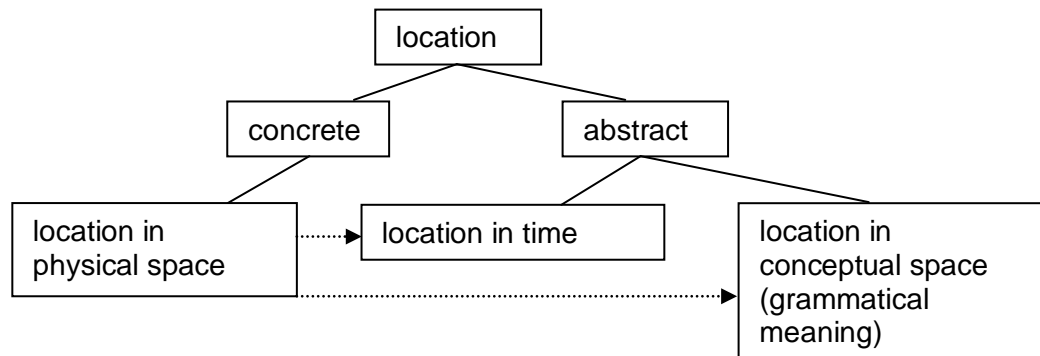 location
concrete
abstract
location in
physical space
location in time
location in
conceptual space
(grammatical
meaning)